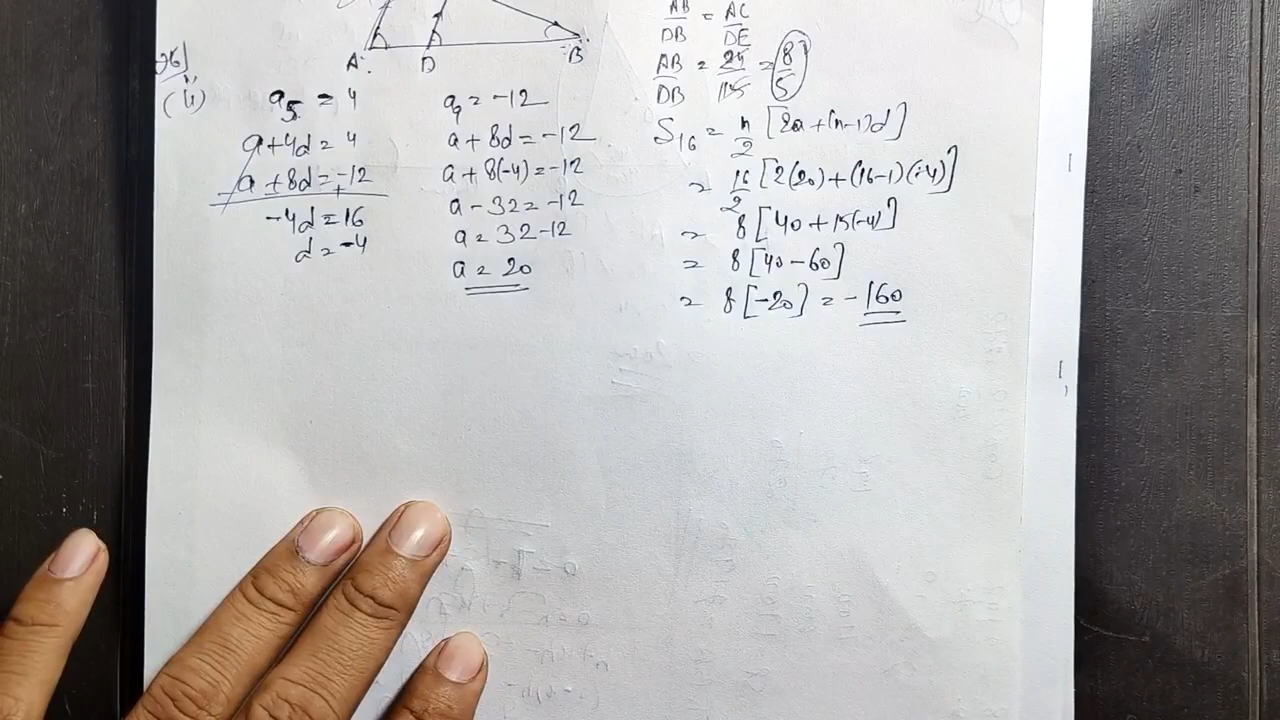 A D B
AB/DB = AC/DE
AB/DB = 24/15 = 8/5
(ii)
a5 = 4
a+4d = 4
a+8d = -12
-4d = 16
d = -4
a9 = -12
a + 8d = -12
a + 8(-4) = -12
a - 32 = -12
a = 32 - 12
a = 20
S16 = n/2 [2a + (n-1)d]
= 16/2 [2(20) + (16-1)(-4)]
= 8[40 + 15(-4)]
= 8[40 - 60]
= 8[-20] = -160